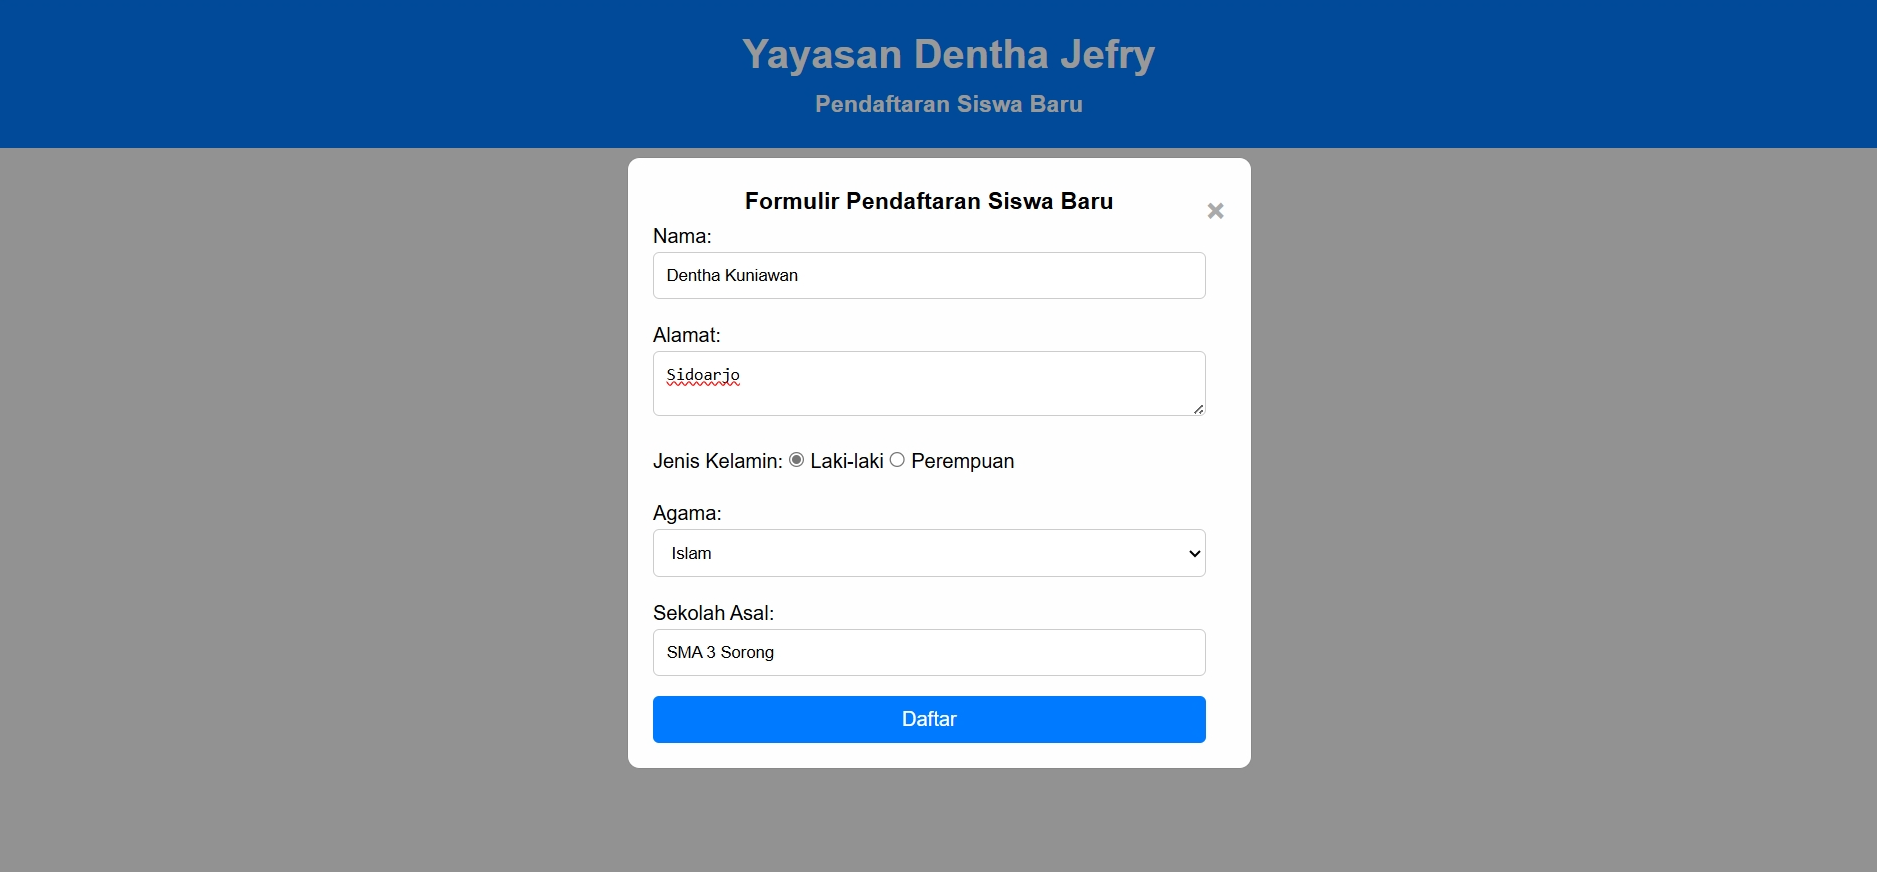 Yayasan Dentha Jefry
Pendaftaran Siswa Baru
Formulir Pendaftaran Siswa Baru
×
Nama:
Dentha Kuniawan
Alamat:
Sidoarjo
Jenis Kelamin: Laki-laki Perempuan
Agama:
Islam
Sekolah Asal:
SMA 3 Sorong
Daftar